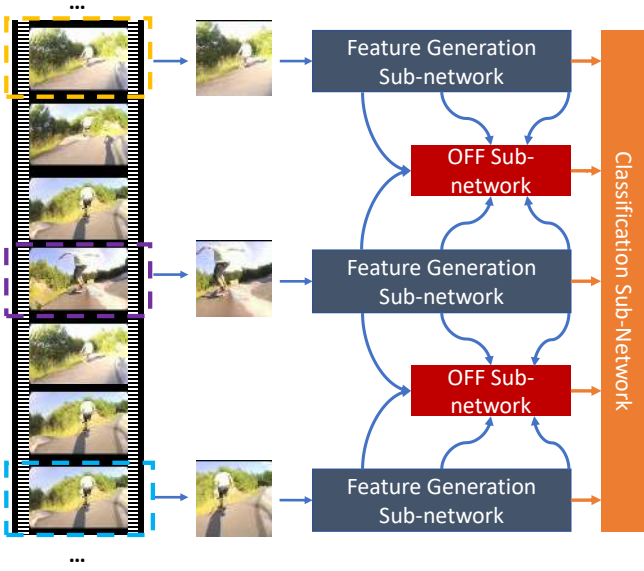 ...
Feature Generation
Sub-network
OFF Sub-
network
Feature Generation
Sub-network
OFF Sub-
network
Feature Generation
Sub-network
Classification Sub-Network
...